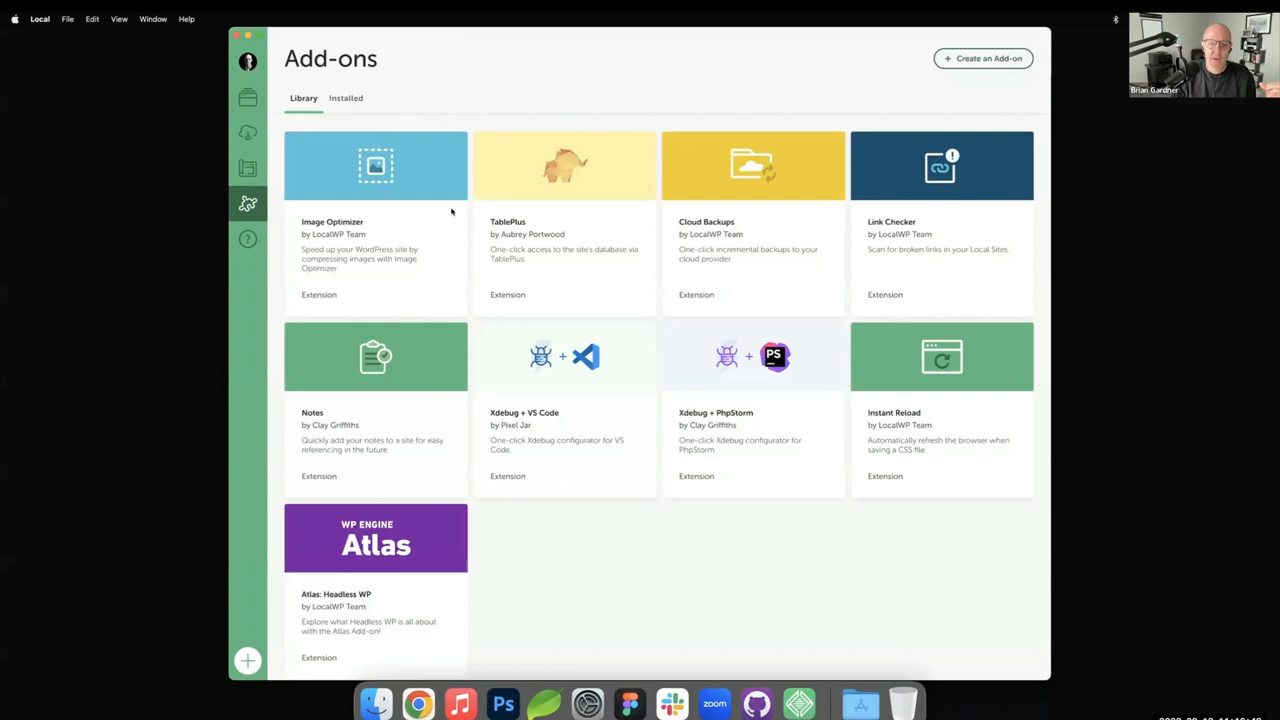 Local File Edit View Window Help
Brian Gardner
Add-ons
+ Create an Add-on
Library Installed
Image Optimizer
by LocalWP Team
Speed up your WordPress site by
compressing images with Image
Optimizer
Extension
TablePlus
by Aubrey Portwood
One-click access to the site's database via
TablePlus.
Extension
Cloud Backups
by LocalWP Team
One-click incremental backups to your
cloud provider.
Extension
Link Checker
by LocalWP Team
Scan for broken links in your Local Sites.
Extension
Notes
by Clay Griffiths
Quickly add your notes to a site for easy
referencing in the future.
Extension
+
Xdebug + VS Code
by Pixel Jar
One-click Xdebug configurator for VS
Code.
Extension
+ PS
Xdebug + PhpStorm
by Clay Griffiths
One-click Xdebug configurator for
PhpStorm
Extension
Instant Reload
by LocalWP Team
Automatically refresh the browser when
saving a CSS file.
Extension
WP ENGINE
Atlas
Atlas: Headless WP
by LocalWP Team
Explore what Headless WP is all about
with the Atlas Add-on!
Extension
Ps
zoom